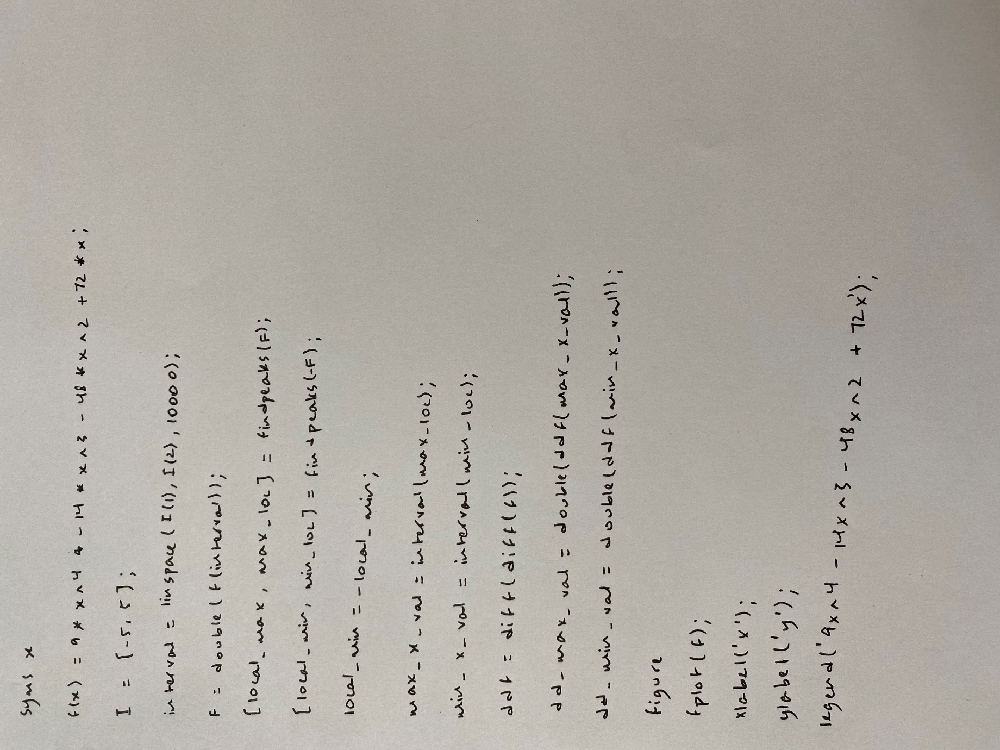 syms x
f(x) = 9 * x ^ 4 - 14 * x ^ 3 - 48 * x ^ 2 + 72 * x;
I = [-5, 5];
interval = linspace(I(1), I(2), 10000);
F = double(f(interval));
[local_max, max_loc] = findpeaks(F);
[local_min, min_loc] = findpeaks(-F);
local_min = -local_min;
max_x_val = interval(max_loc);
min_x_val = interval(min_loc);
ddf = diff(diff(f));
dd_max_val = double(ddf(max_x_val));
dd_min_val = double(ddf(min_x_val));
figure
fplot(f);
xlabel('x');
ylabel('y');
legend('9x^4 - 14x^3 - 48x^2 + 72x');